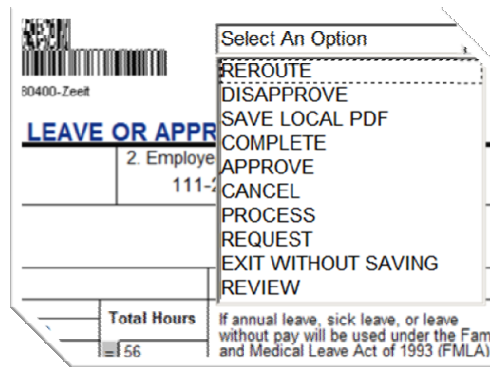 Select An Option
REROUTE
DISAPPROVE
SAVE LOCAL PDF
COMPLETE
APPROVE
CANCEL
PROCESS
REQUEST
EXIT WITHOUT SAVING
REVIEW
80400-Zeeit
LEAVE OR APPR
2. Employe
111-2
Total Hours
56
If annual leave, sick leave, or leave
without pay will be used under the Fam
and Medical Leave Act of 1993 (FMLA)